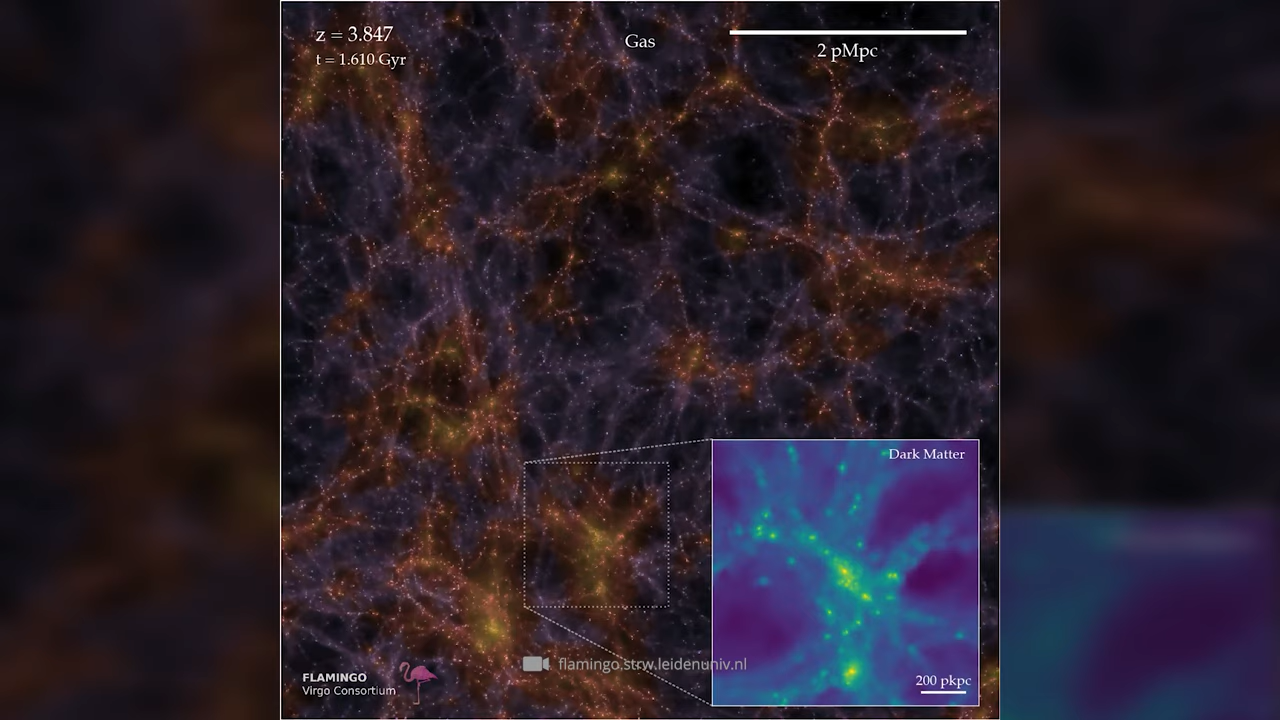 z = 3.847
t = 1.610 Gyr
Gas
2 pMpc
Dark Matter
200 pkpc
flamingo.strw.leidenuniv.nl
FLAMINGO
Virgo Consortium